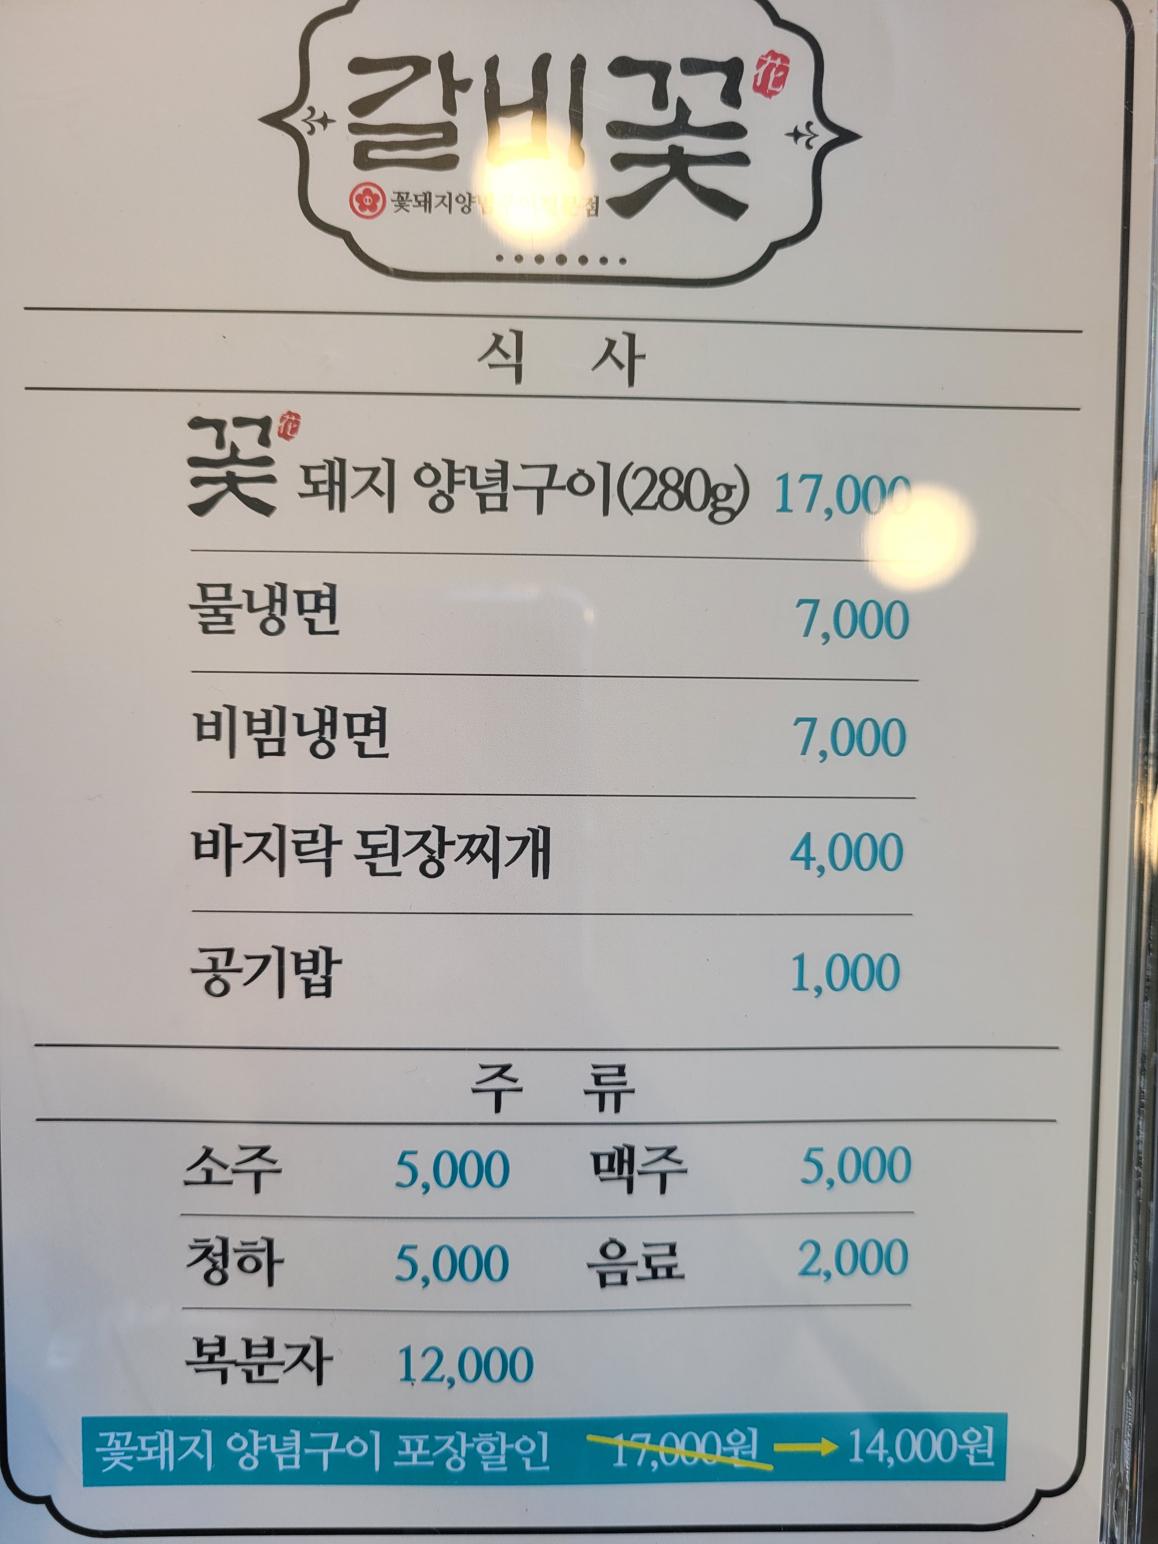 갈비꽃 花
식 사
꽃 花 돼지 양념구이(280g) 17,000
물냉면 7,000
비빔냉면 7,000
바지락 된장찌개 4,000
공기밥 1,000
주 류
소주 5,000 맥주 5,000
청하 5,000 음료 2,000
복분자 12,000
꽃돼지 양념구이 포장할인 17,000원 → 14,000원